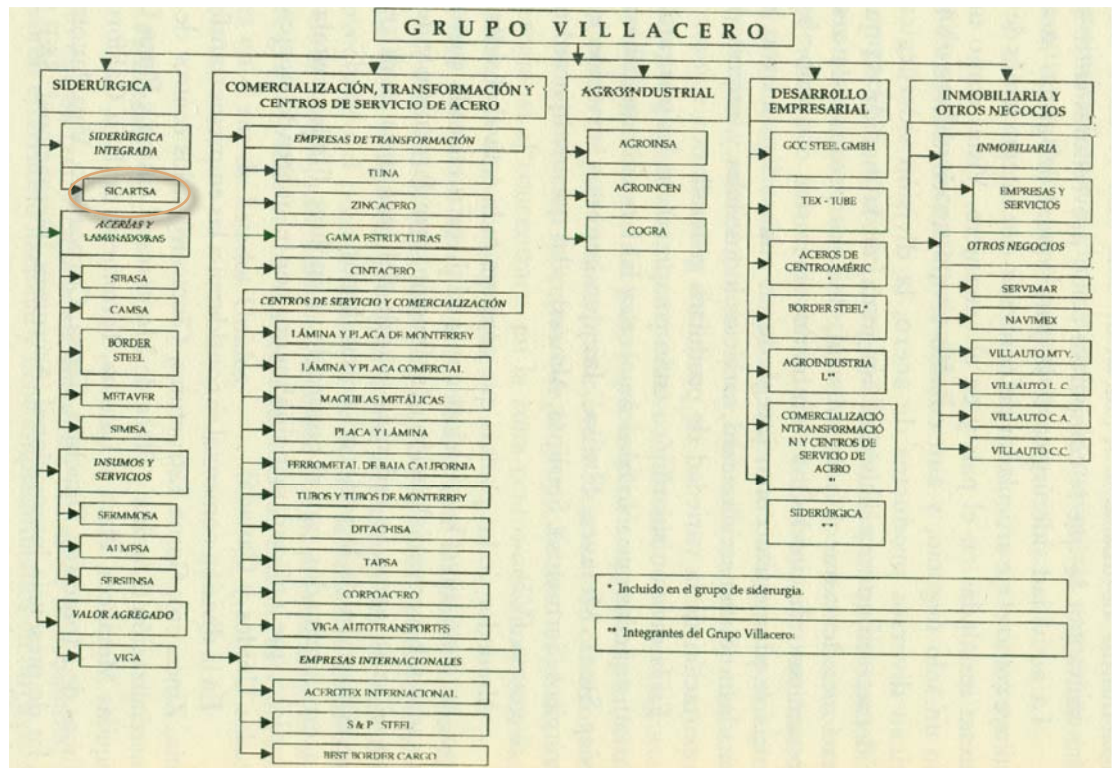 GRUPO VILLACERO
SIDERÚRGICA
SIDERÚRGICA
INTEGRADA
SICARTSA
ACERÍAS Y
LAMINADORAS
SIBASA
CAMSA
BORDER
STEEL
METAVER
SIMISA
INSUMOS Y
SERVICIOS
SERMMOSA
ALMESA
SERSIINSA
VALOR AGREGADO
VIGA
COMERCIALIZACIÓN, TRANSFORMACIÓN Y
CENTROS DE SERVICIO DE ACERO
EMPRESAS DE TRANSFORMACIÓN
TUNA
ZINCACERO
GAMA ESTRUCTURAS
CINTACERO
CENTROS DE SERVICIO Y COMERCIALIZACIÓN
LÁMINA Y PLACA DE MONTERREY
LÁMINA Y PLACA COMERCIAL
MAQUILAS METÁLICAS
PLACA Y LÁMINA
FERROMETAL DE BAJA CALIFORNIA
TUBOS Y TUBOS DE MONTERREY
DITACHISA
TAPSA
CORPOACERO
VIGA AUTOTRANSPORTES
EMPRESAS INTERNACIONALES
ACEROTEX INTERNACIONAL
S & P STEEL
BEST BORDER CARGO
AGROINDUSTRIAL
AGROINSA
AGROINCEN
COGRA
DESARROLLO
EMPRESARIAL
GCC STEEL GMBH
TEX - TUBE
ACEROS DE
CENTROAMÉRIC
*
BORDER STEEL*
AGROINDUSTRIA
L**
COMERCIALIZACIÓ
NTRANSFORMACIÓ
N Y CENTROS DE
SERVICIO DE
ACERO
**
SIDERÚRGICA
**
INMOBILIARIA Y
OTROS NEGOCIOS
INMOBILIARIA
EMPRESAS Y
SERVICIOS
OTROS NEGOCIOS
SERVIMAR
NAVIMEX
VILLAUTO MTY.
VILLAUTO L. C.
VILLAUTO C.A.
VILLAUTO C.C.
* Incluido en el grupo de siderurgia.
** Integrantes del Grupo Villacero.